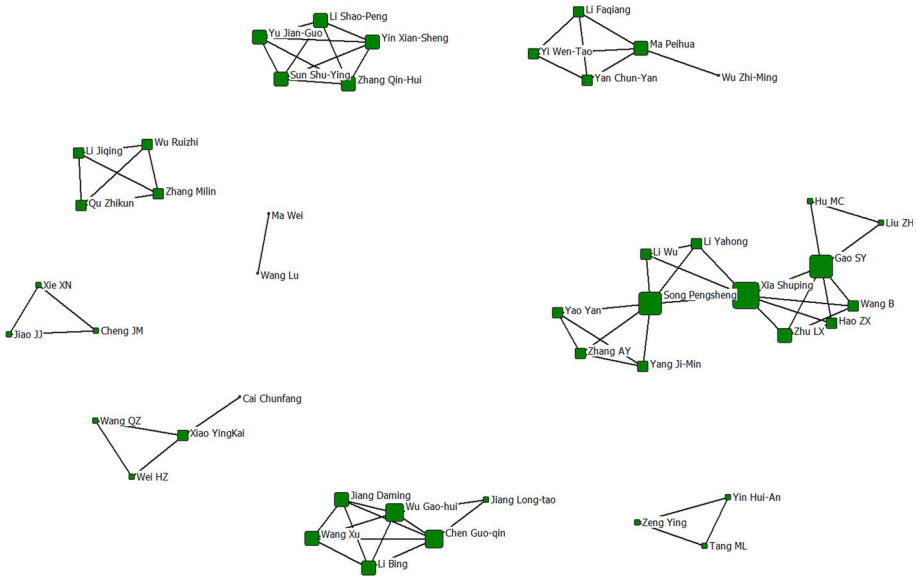 Li Shao-Peng
Yu Jian-Guo
Yin Xian-Sheng
Sun Shu-Ying
Zhang Qin-Hui
Li Faqiang
Yi Wen-Tao
Ma Peihua
Yan Chun-Yan
Wu Zhi-Ming
Li Jiqing
Wu Ruizhi
Qu Zhikun
Zhang Milin
Ma Wei
Wang Lu
Hu MC
Liu ZH
Gao SY
Li Wu
Li Yahong
Song Pengsheng
Xia Shuping
Wang B
Hao ZX
Zhu LX
Yao Yan
Zhang AY
Yang Ji-Min
Xie XN
Jiao JJ
Cheng JM
Cai Chunfang
Wang QZ
Xiao YingKai
Wei HZ
Jiang Daming
Wu Gao-hui
Jiang Long-tao
Wang Xu
Chen Guo-qin
Li Bing
Yin Hui-An
Zeng Ying
Tang ML